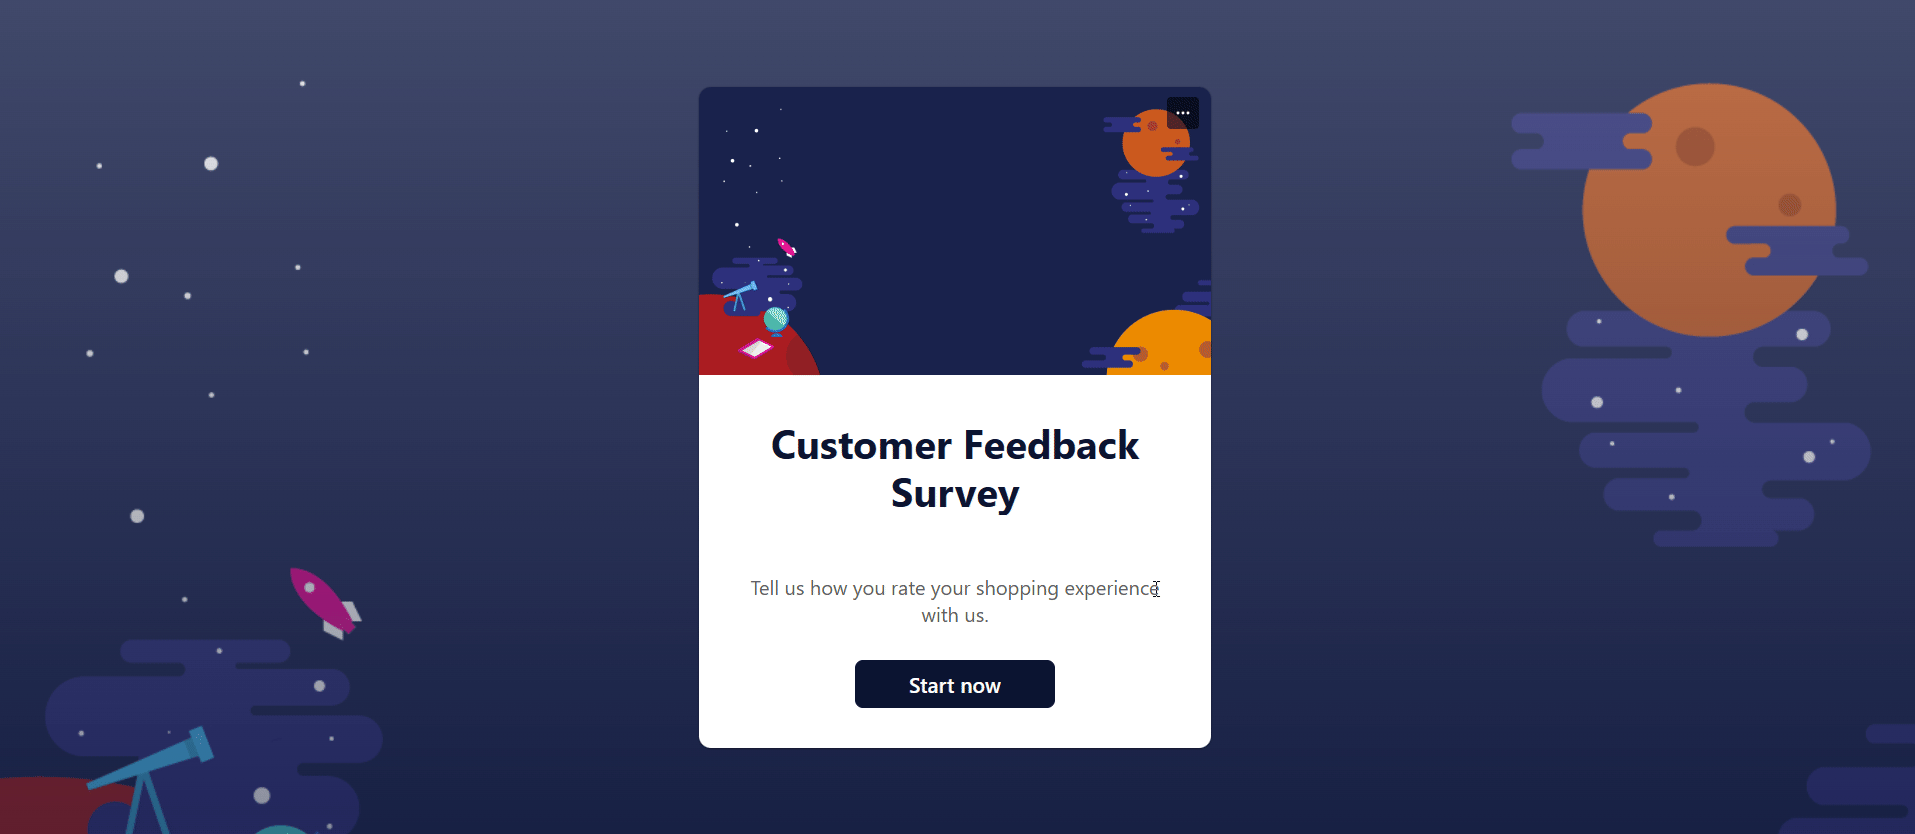 Customer Feedback
Survey
Tell us how you rate your shopping experience
with us.
Start now